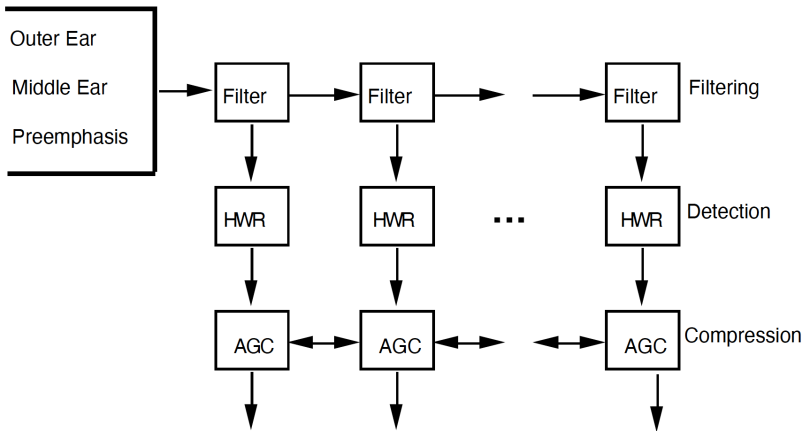 Outer Ear
Middle Ear
Preemphasis
Filter
Filter
Filter
Filtering
HWR
HWR
...
HWR
Detection
AGC
AGC
AGC
Compression